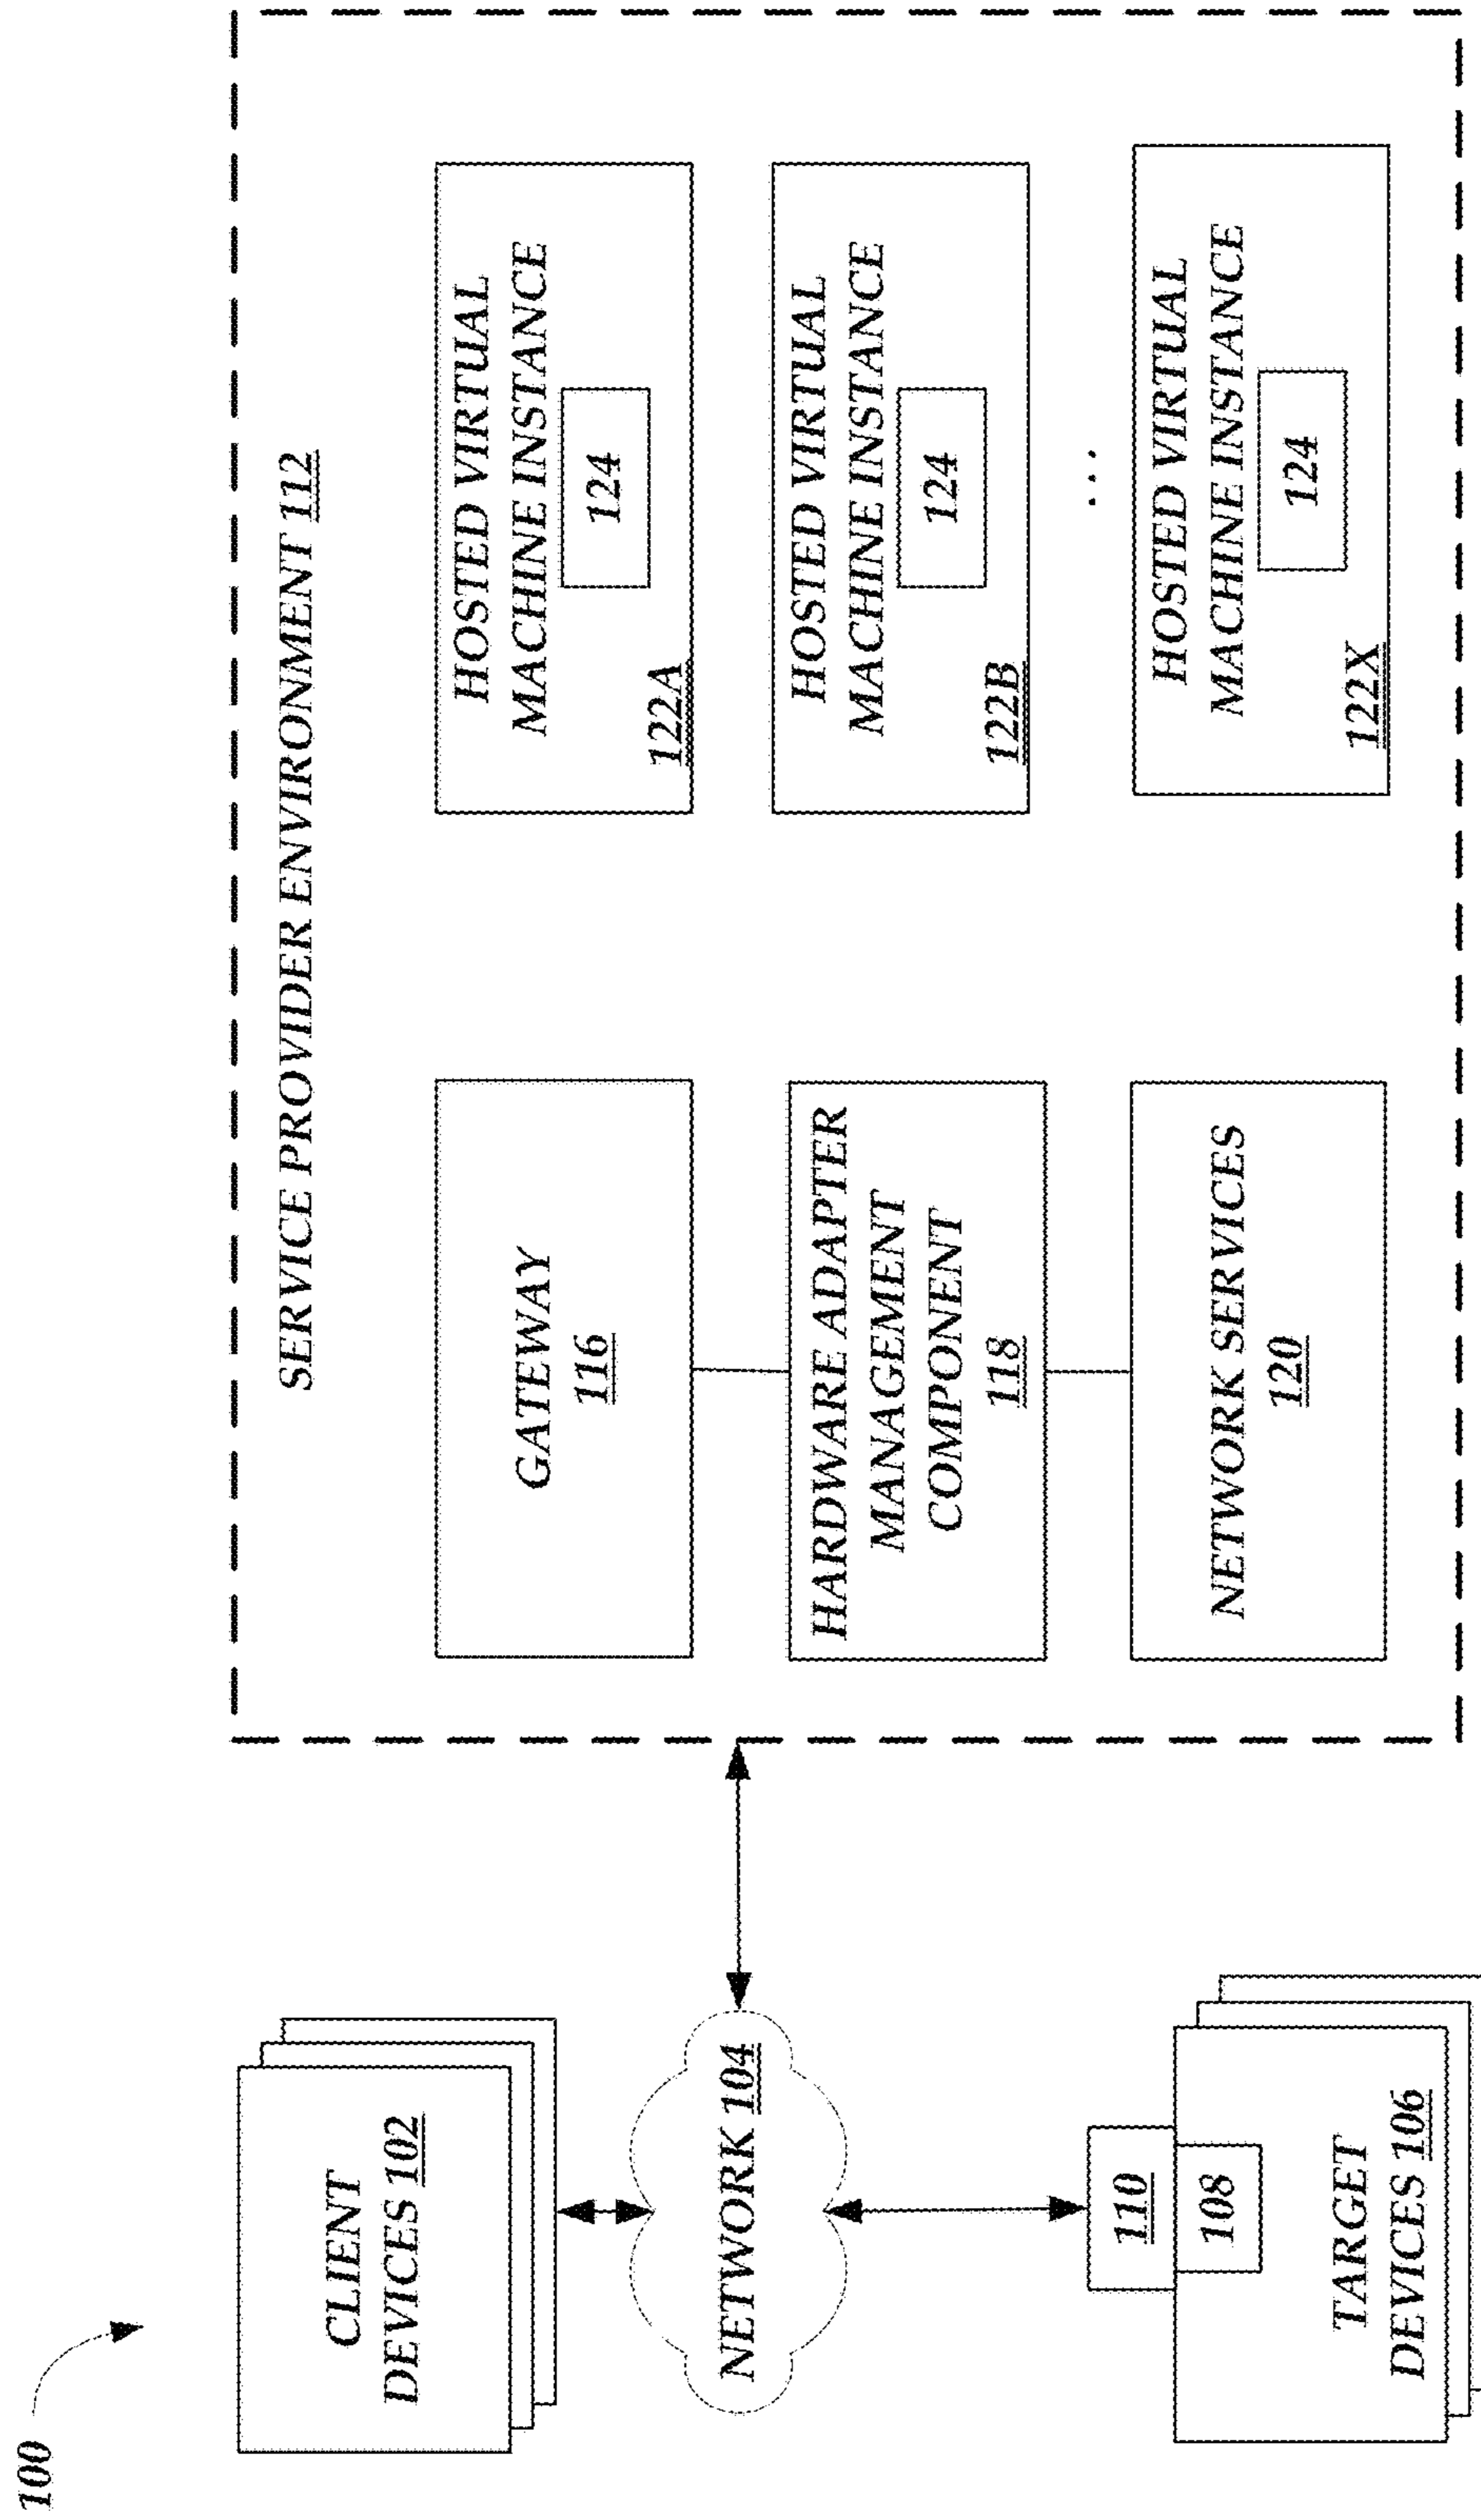 100
CLIENT
DEVICES 102
NETWORK 104
110
108
TARGET
DEVICES 106
SERVICE PROVIDER ENVIRONMENT 112
GATEWAY
116
HARDWARE ADAPTER
MANAGEMENT
COMPONENT
118
NETWORK SERVICES
120
HOSTED VIRTUAL
MACHINE INSTANCE
124
122A
HOSTED VIRTUAL
MACHINE INSTANCE
124
122B
...
HOSTED VIRTUAL
MACHINE INSTANCE
124
122X